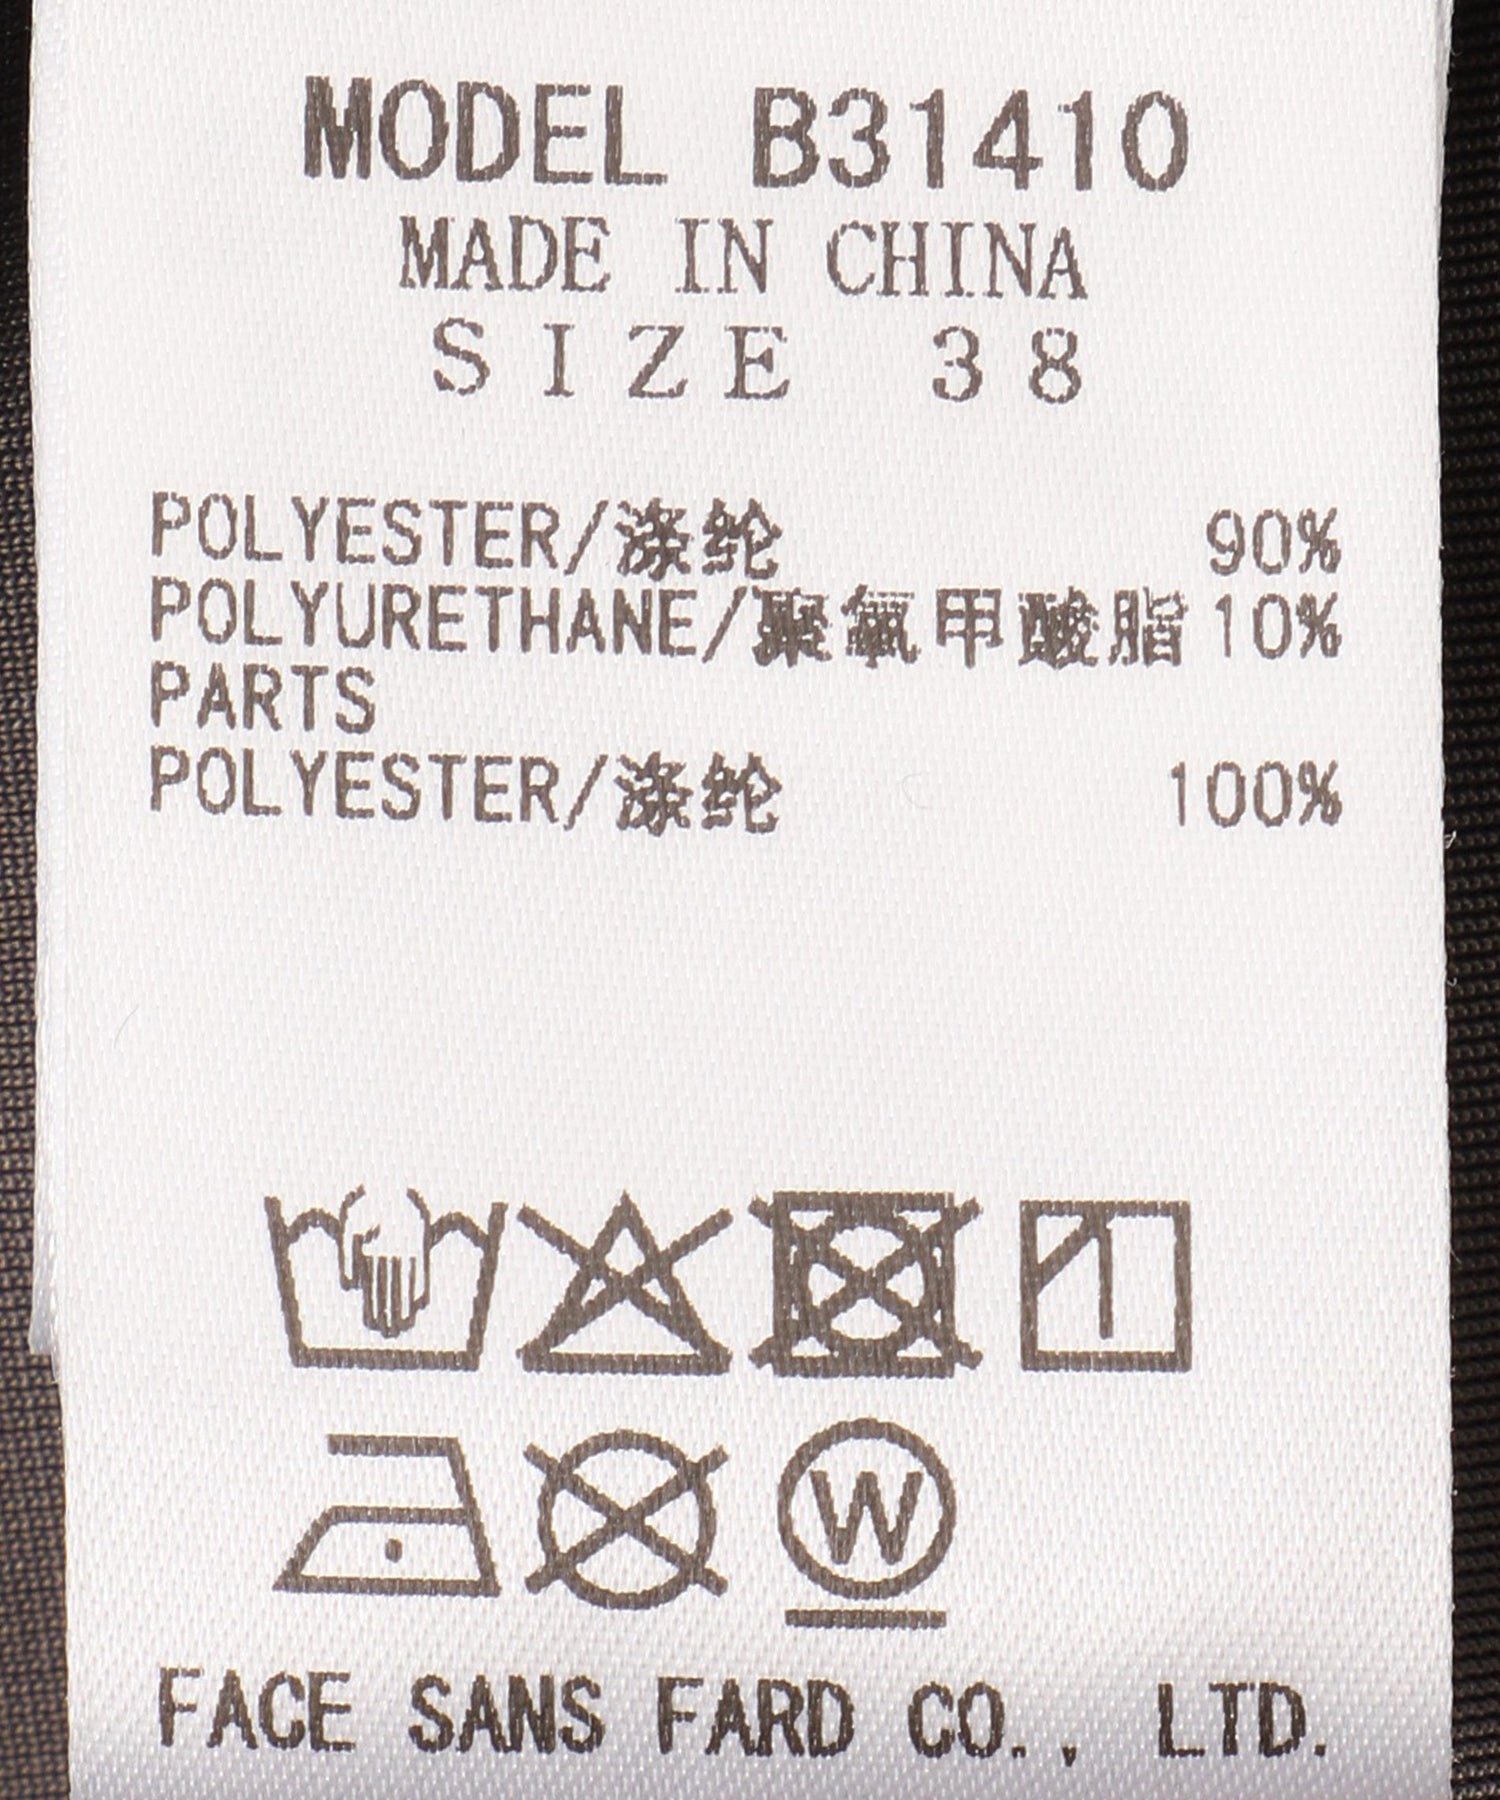 MODEL B31410
MADE IN CHINA
SIZE 38
POLYESTER/涤纶 90%
POLYURETHANE/聚氨甲酸脂 10%
PARTS
POLYESTER/涤纶 100%
W
FACE SANS FARD CO., LTD.